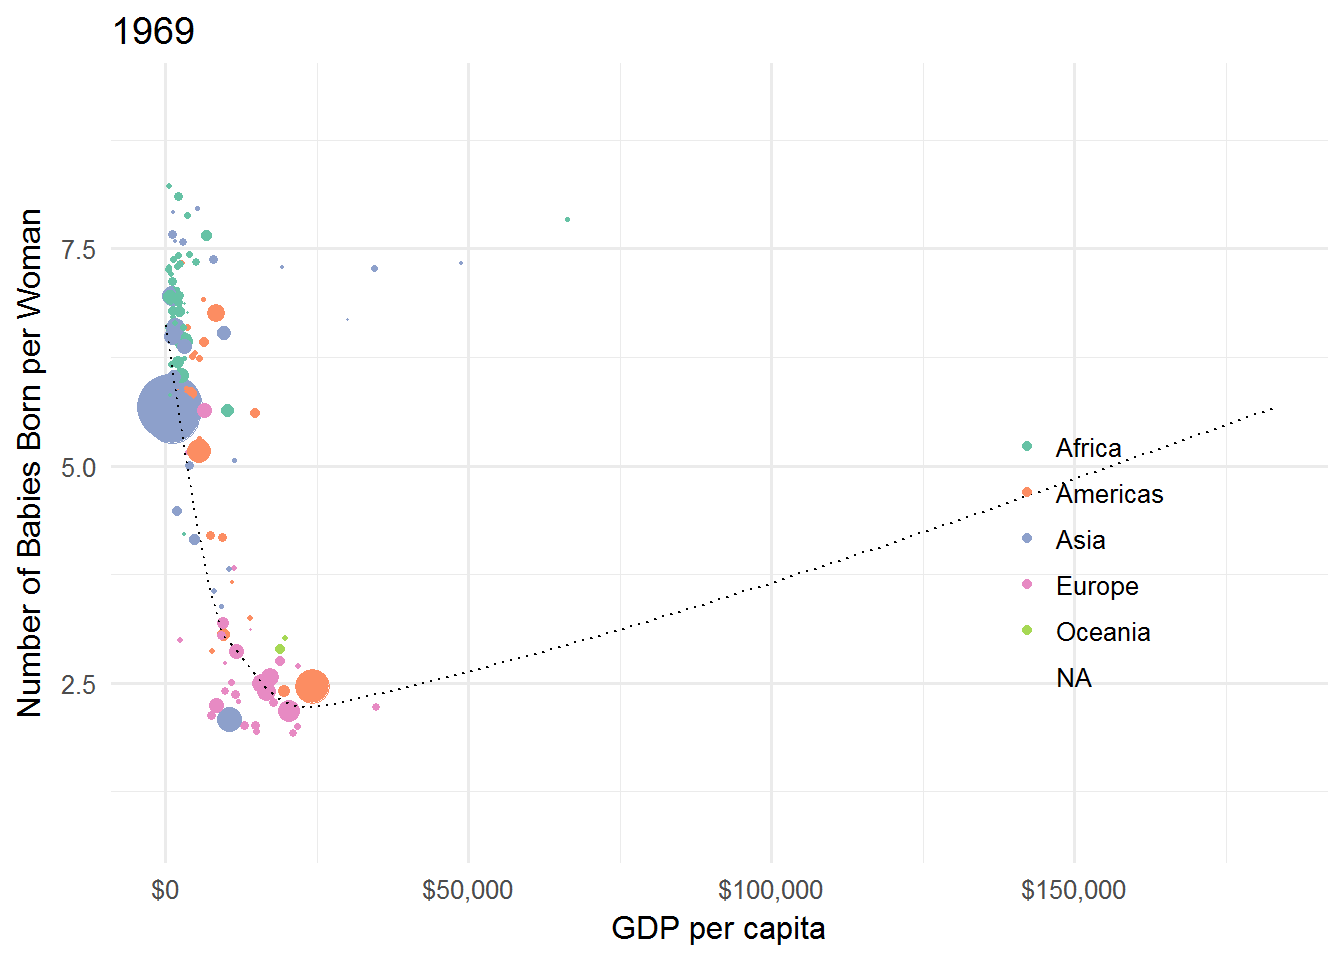 1969
Number of Babies Born per Woman
7.5
5.0
2.5
Africa
Americas
Asia
Europe
Oceania
NA
$0
$50,000
$100,000
$150,000
GDP per capita